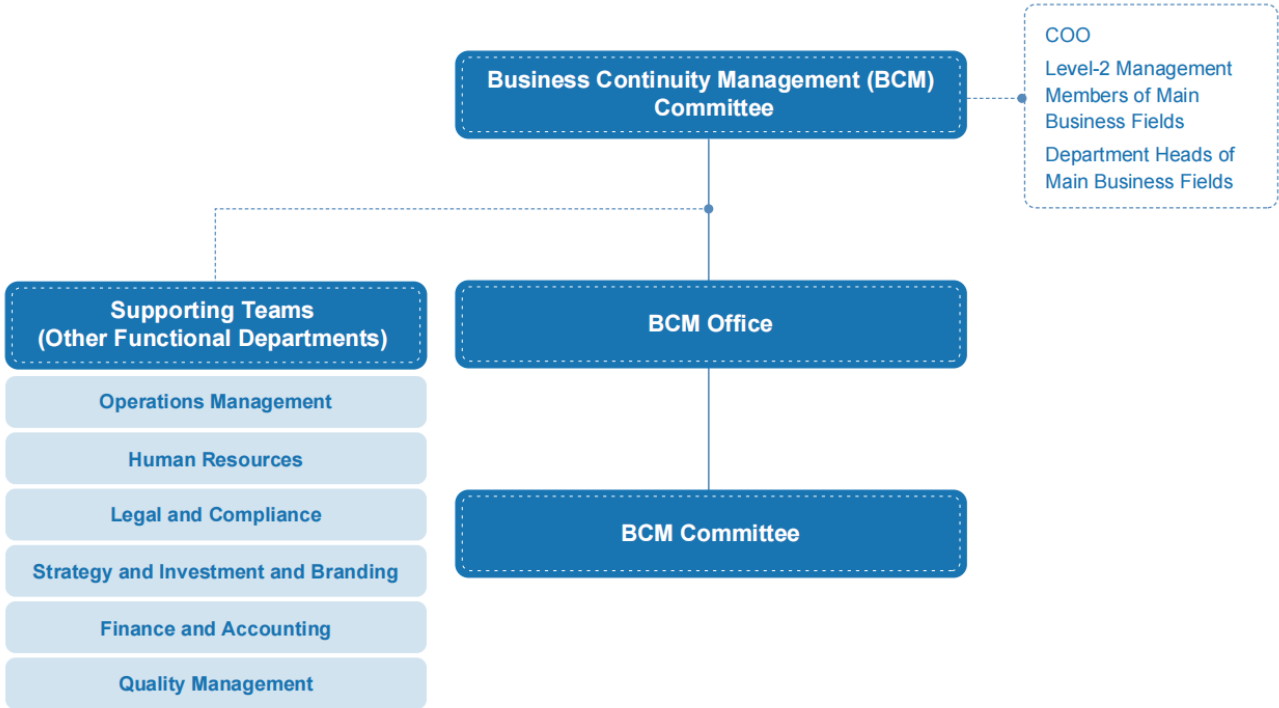 Business Continuity Management (BCM)
Committee
COO
Level-2 Management
Members of Main
Business Fields
Department Heads of
Main Business Fields
Supporting Teams
(Other Functional Departments)
Operations Management
Human Resources
Legal and Compliance
Strategy and Investment and Branding
Finance and Accounting
Quality Management
BCM Office
BCM Committee